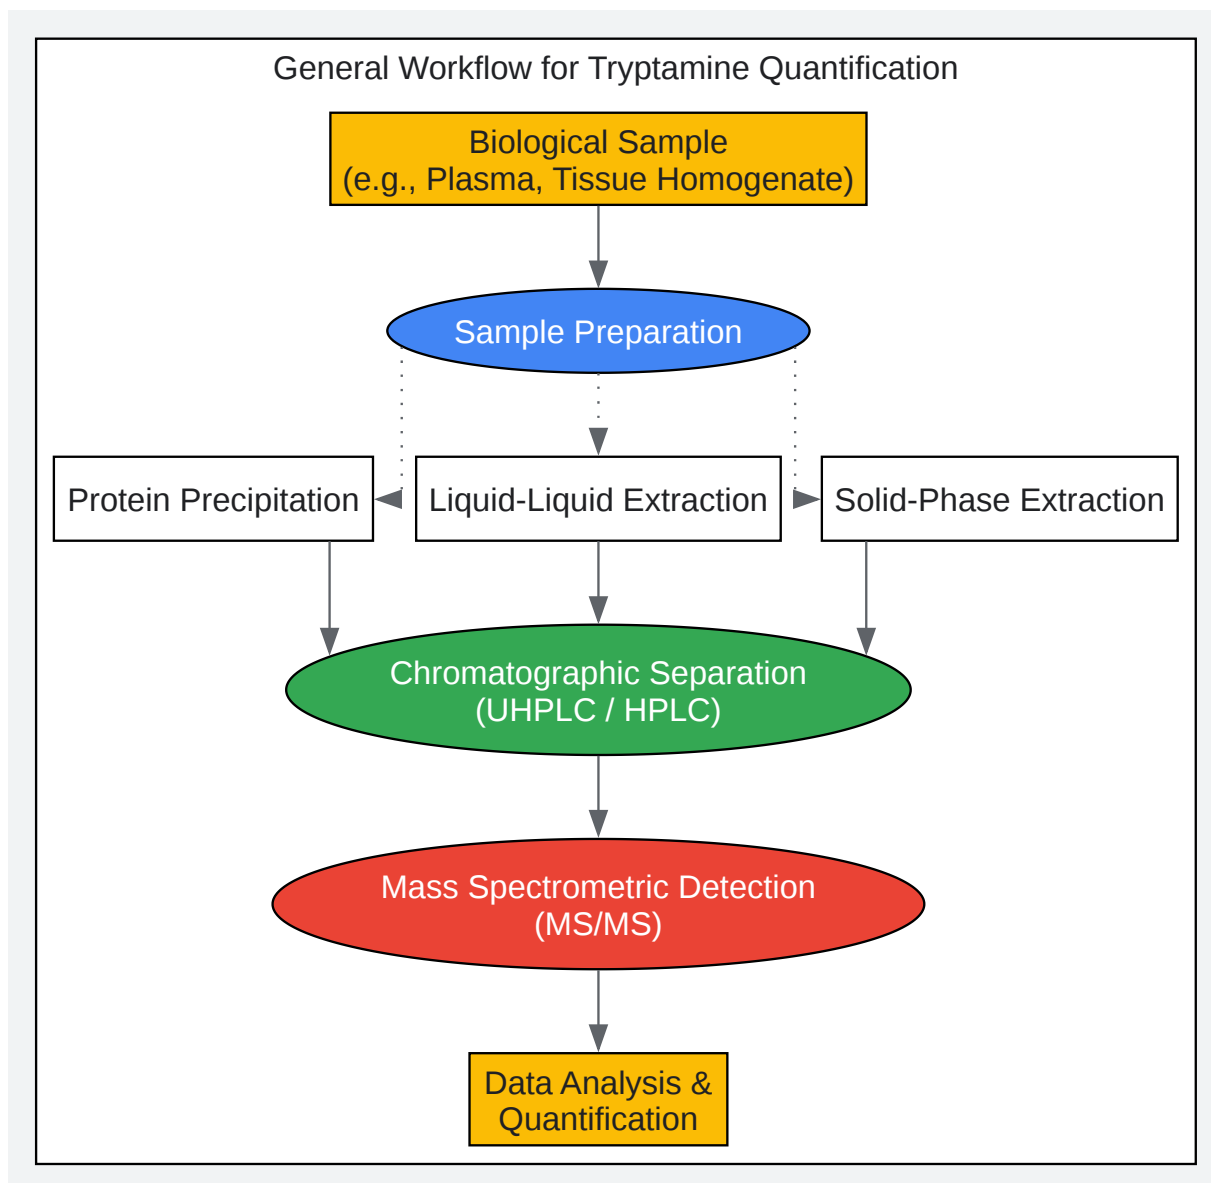 General Workflow for Tryptamine Quantification
Biological Sample
(e.g., Plasma, Tissue Homogenate)
Sample Preparation
Protein Precipitation
Liquid-Liquid Extraction
Solid-Phase Extraction
Chromatographic Separation
(UHPLC / HPLC)
Mass Spectrometric Detection
(MS/MS)
Data Analysis &
Quantification